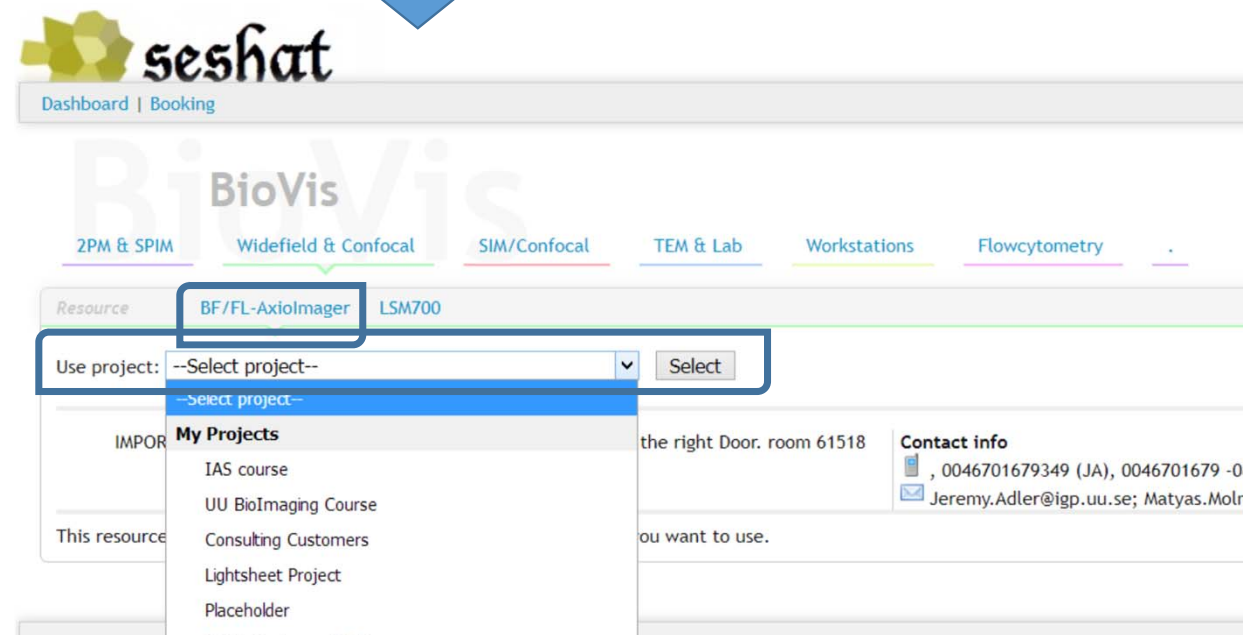 seshat
Dashboard | Booking
BioVis
BioVis
2PM & SPIM Widefield & Confocal SIM/Confocal TEM & Lab Workstations Flowcytometry .
Resource BF/FL-AxioImager LSM700
Use project: --Select project-- Select
--Select project--
IMPOR My Projects the right Door. room 61518 Contact info
IAS course , 0046701679349 (JA), 0046701679 -0
UU BioImaging Course Jeremy.Adler@igp.uu.se; Matyas.Moln
This resource Consulting Customers ou want to use.
Lightsheet Project
Placeholder